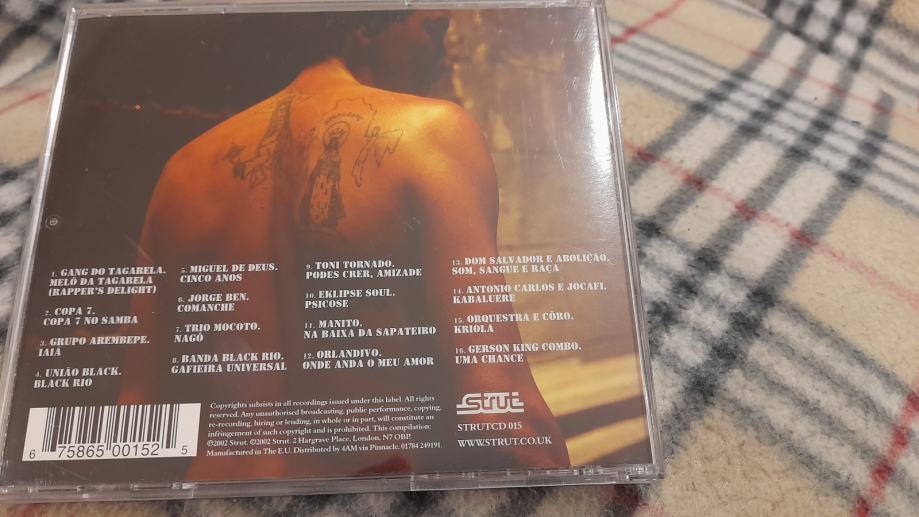 1. GANG DO TAGARELA.
MELÔ DA TAGARELA
(RAPPER'S DELIGHT)
2. COPA 7.
COPA 7 NO SAMBA
3. GRUPO AREMBEPE.
IAIÁ
4. UNIÃO BLACK.
BLACK RIO
5. MIGUEL DE DEUS.
CINCO ANOS
6. JORGE BEN.
COMANCHE
7. TRIO MOCOTO.
NAGÓ
8. BANDA BLACK RIO.
GAFIEIRA UNIVERSAL
9. TONI TORNADO.
PODES CRER, AMIZADE
10. EKLIPSE SOUL.
PSICOSE
11. MANITO.
NA BAIXA DA SAPATEIRO
12. ORLANDIVO.
ONDE ANDA O MEU AMOR
13. DOM SALVADOR E ABOLIÇÃO.
SOM, SANGUE E RAÇA
14. ANTONIO CARLOS E JOCAFI.
KABALUERE
15. ORQUESTRA E CÔRO.
KRIOLA
16. GERSON KING COMBO.
UMA CHANCE
6 75865 00152 5
Copyrights subsists in all recordings issued under this label. All rights
reserved. Any unauthorised broadcasting, public performance, copying,
re-recording, hiring or lending, in whole or in part, will constitute an
infringement of such copyright and is prohibited. This compilation:
℗2002 Strut. ©2002 Strut. 2 Hargrave Place, London. N7 OBP.
Manufactured in The E.U. Distributed by 4AM via Pinnacle. 01784 249191.
Strut
STRUTCD 015
WWW.STRUT.CO.UK